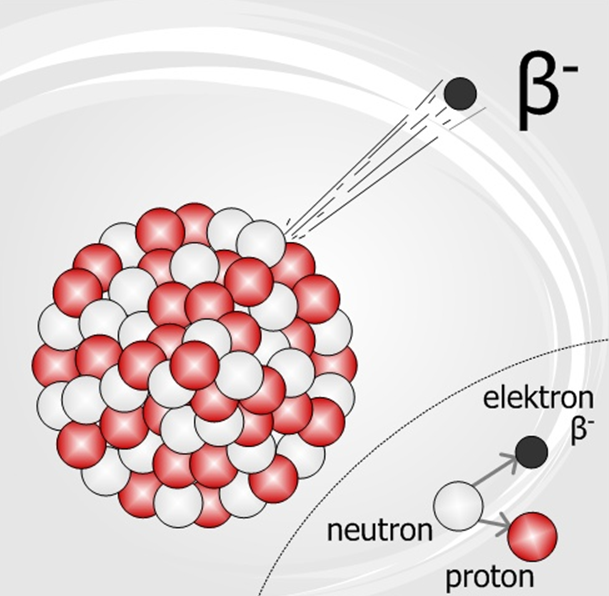 β-
elektron
β-
neutron
proton